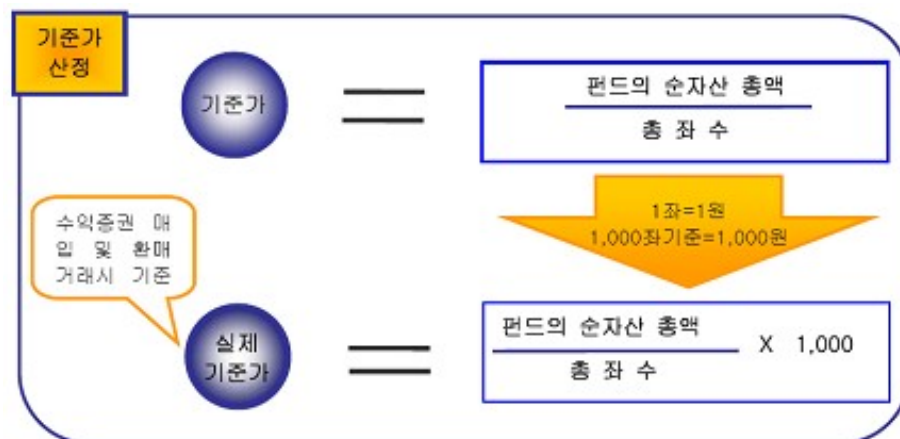 기준가
산정
기준가
펀드의 순자산 총액
총 좌 수
1좌=1원
1,000좌기준=1,000원
수익증권 매
입 및 환매
거래시 기준
실제
기준가
펀드의 순자산 총액
총 좌 수
X 1,000